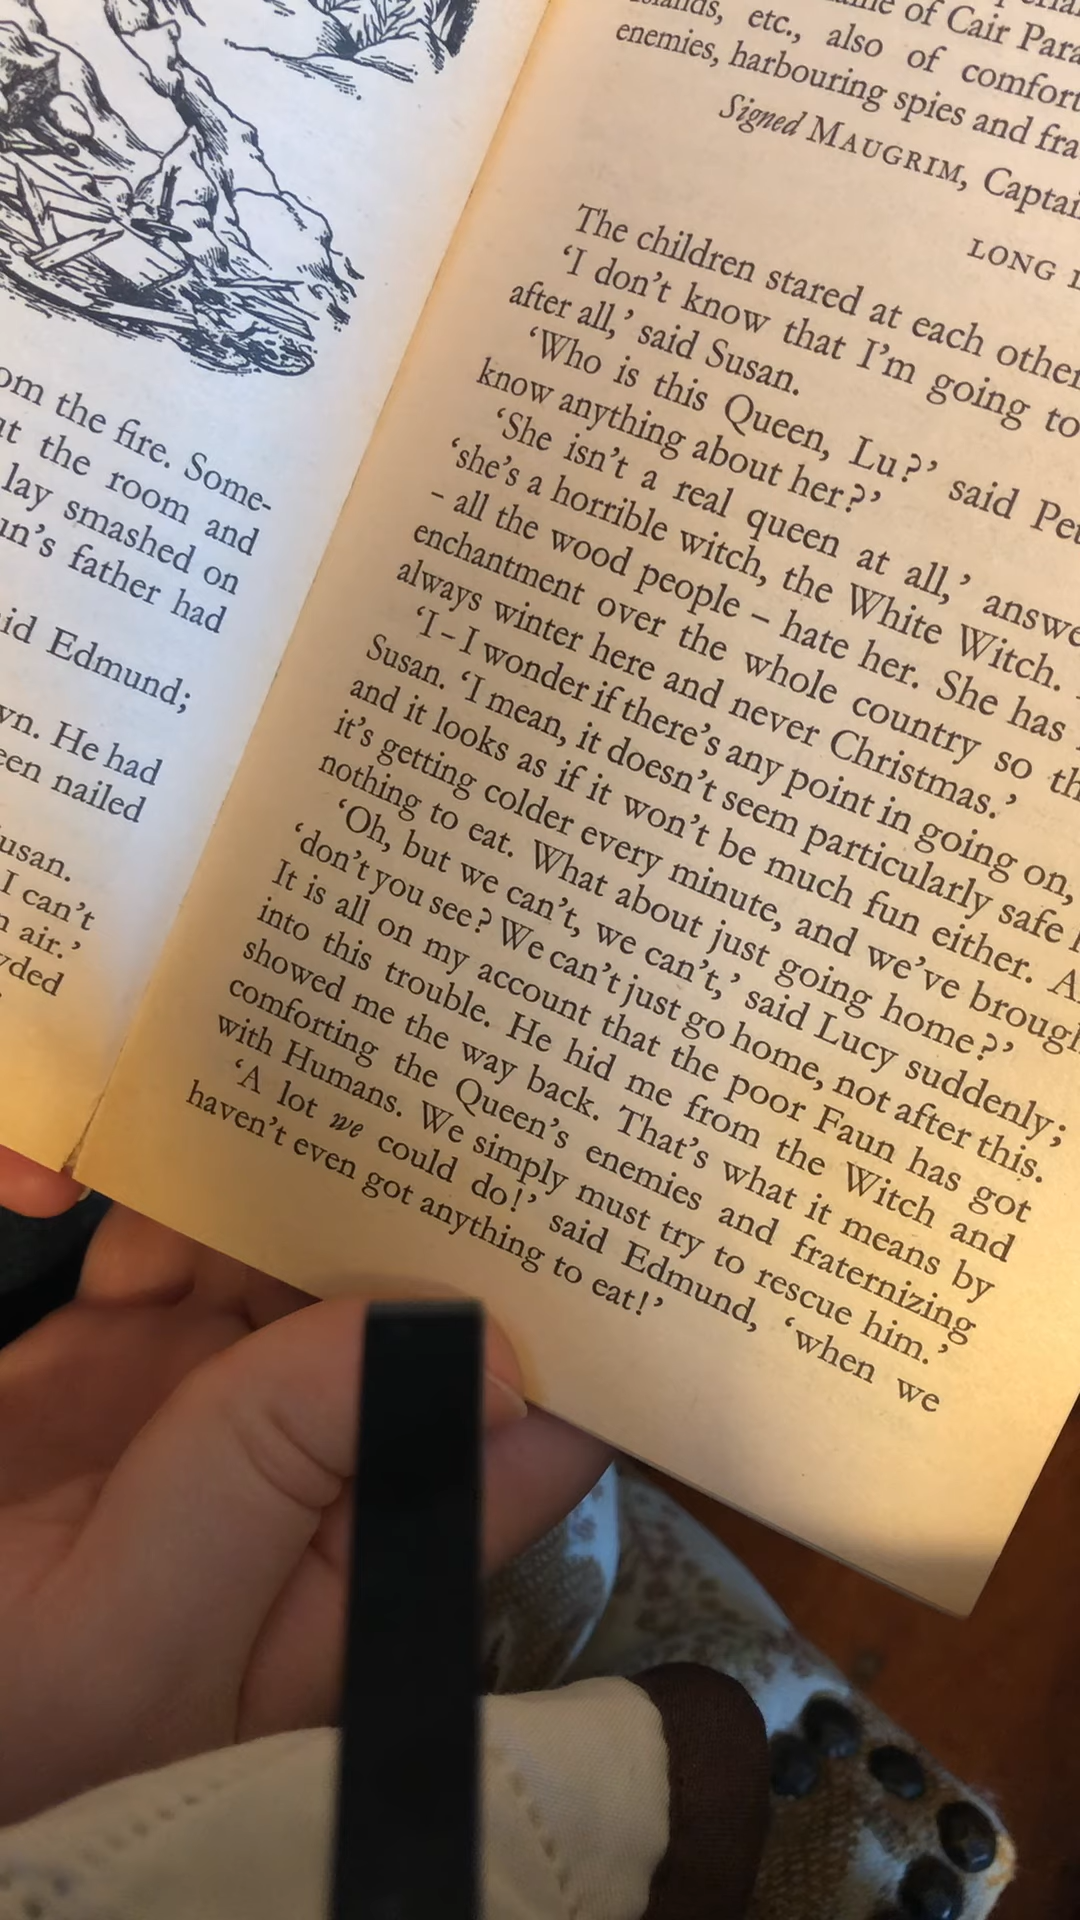 om the fire. Some-
the room and
lay smashed on
un's father had
id Edmund;
wn. He had
een nailed
usan.
I can't
air.'
ded
of Cair Para
etc., also of comfort
enemies, harbouring spies and fra
Signed MAUGRIM, Captai
LONG
The children stared at each other
'I don't know that I'm going to
after all,' said Susan.
'Who is this Queen, Lu?' said Pet
know anything about her?'
'She isn't a real queen at all,' answe
'she's a horrible witch, the White Witch.
– all the wood people – hate her. She has
enchantment over the whole country so th
always winter here and never Christmas.'
'I – I wonder if there's any point in going on,
Susan. 'I mean, it doesn't seem particularly safe
and it looks as if it won't be much fun either. A
it's getting colder every minute, and we've brough
nothing to eat. What about just going home?'
'Oh, but we can't, we can't,' said Lucy suddenly;
'don't you see? We can't just go home, not after this.
It is all on my account that the poor Faun has got
into this trouble. He hid me from the Witch and
showed me the way back. That's what it means by
comforting the Queen's enemies and fraternizing
with Humans. We simply must try to rescue him.'
'A lot we could do!' said Edmund, 'when we
haven't even got anything to eat!'